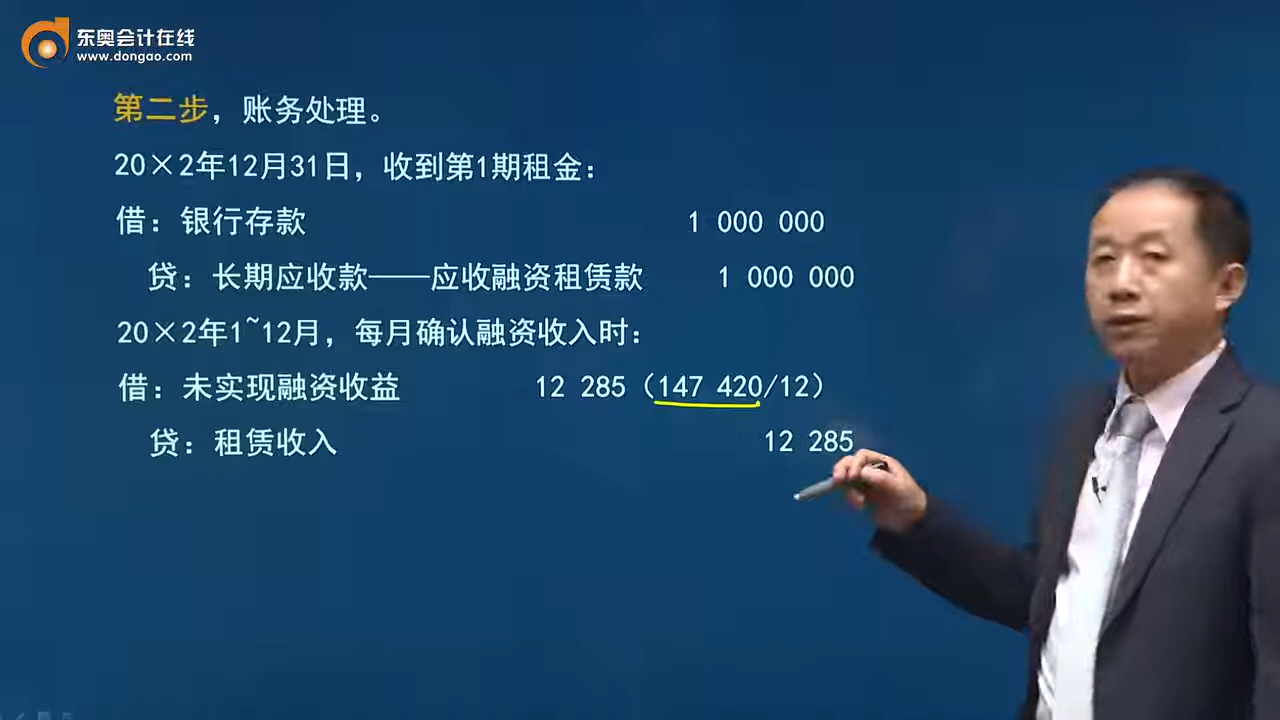 东奥会计在线
www.dongao.com
第二步，账务处理。
20×2年12月31日，收到第1期租金：
借：银行存款 1 000 000
贷：长期应收款——应收融资租赁款 1 000 000
20×2年1~12月，每月确认融资收入时：
借：未实现融资收益 12 285（147 420/12）
贷：租赁收入 12 285